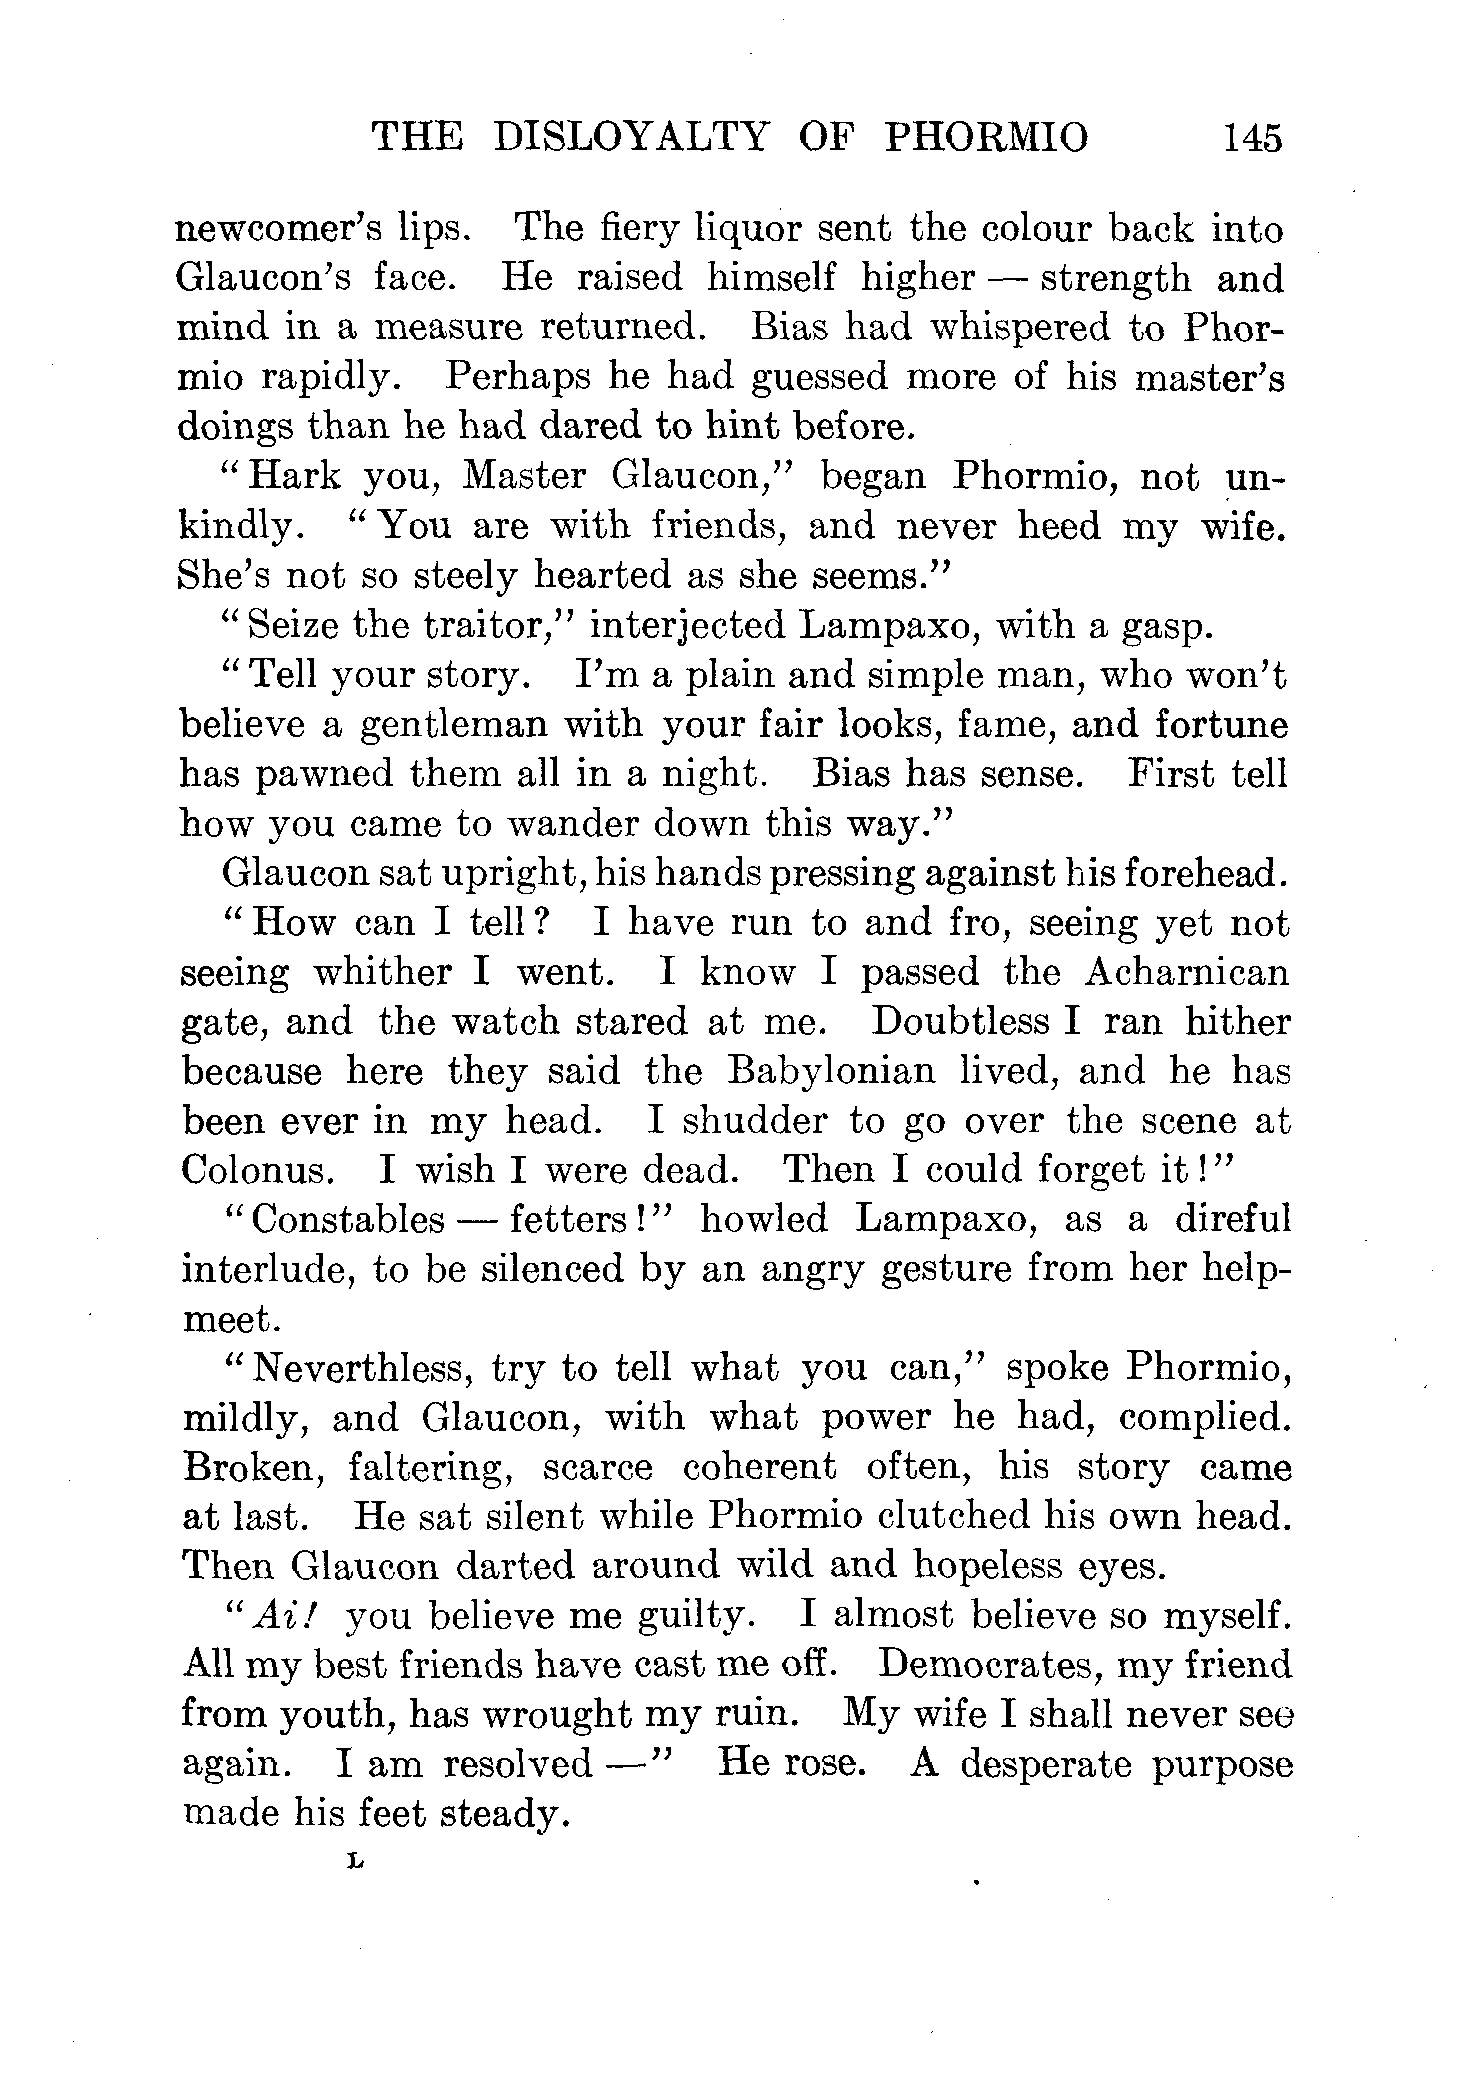 THE DISLOYALTY OF PHORMIO 145
newcomer's lips. The fiery liquor sent the colour back into
Glaucon's face. He raised himself higher — strength and
mind in a measure returned. Bias had whispered to Phor-
mio rapidly. Perhaps he had guessed more of his master's
doings than he had dared to hint before.
"Hark you, Master Glaucon," began Phormio, not un-
kindly. "You are with friends, and never heed my wife.
She's not so steely hearted as she seems."
"Seize the traitor," interjected Lampaxo, with a gasp.
"Tell your story. I'm a plain and simple man, who won't
believe a gentleman with your fair looks, fame, and fortune
has pawned them all in a night. Bias has sense. First tell
how you came to wander down this way."
Glaucon sat upright, his hands pressing against his forehead.
"How can I tell? I have run to and fro, seeing yet not
seeing whither I went. I know I passed the Acharnican
gate, and the watch stared at me. Doubtless I ran hither
because here they said the Babylonian lived, and he has
been ever in my head. I shudder to go over the scene at
Colonus. I wish I were dead. Then I could forget it!"
"Constables — fetters!" howled Lampaxo, as a direful
interlude, to be silenced by an angry gesture from her help-
meet.
"Neverthless, try to tell what you can," spoke Phormio,
mildly, and Glaucon, with what power he had, complied.
Broken, faltering, scarce coherent often, his story came
at last. He sat silent while Phormio clutched his own head.
Then Glaucon darted around wild and hopeless eyes.
"Ai! you believe me guilty. I almost believe so myself.
All my best friends have cast me off. Democrates, my friend
from youth, has wrought my ruin. My wife I shall never see
again. I am resolved —" He rose. A desperate purpose
made his feet steady.
L